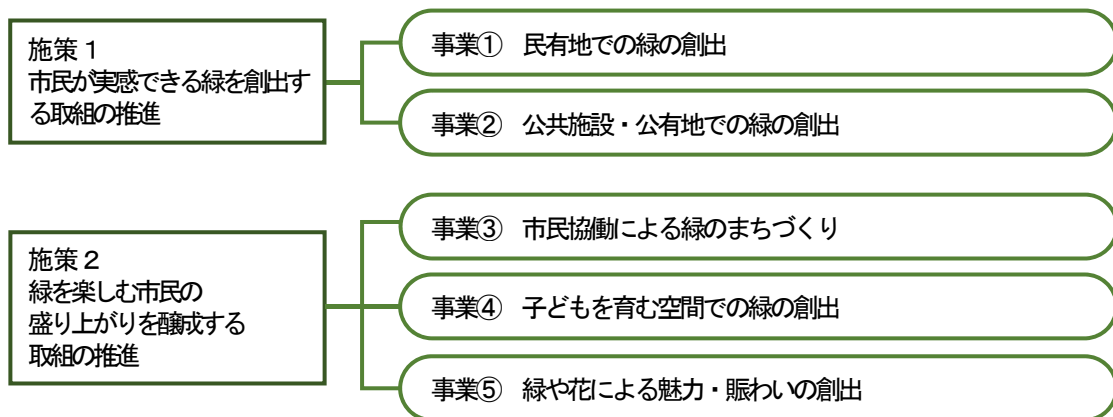 施策１
市民が実感できる緑を創出す
る取組の推進
事業①　民有地での緑の創出
事業②　公共施設・公有地での緑の創出
施策２
緑を楽しむ市民の
盛り上がりを醸成する
取組の推進
事業③　市民協働による緑のまちづくり
事業④　子どもを育む空間での緑の創出
事業⑤　緑や花による魅力・賑わいの創出